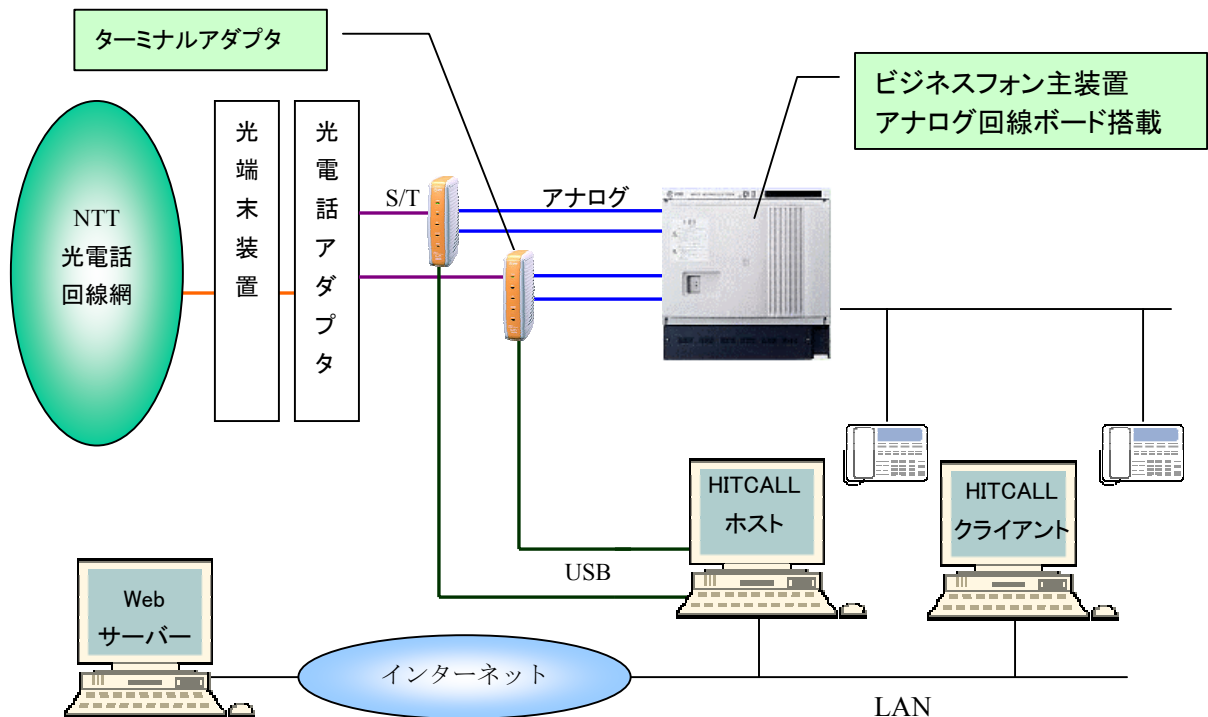 ターミナルアダプタ
ビジネスフォン主装置
アナログ回線ボード搭載
NTT
光電話
回線網
光端末装置
光電話アダプタ
S/T
アナログ
HITCALL
ホスト
HITCALL
クライアント
USB
Web
サーバー
インターネット
LAN